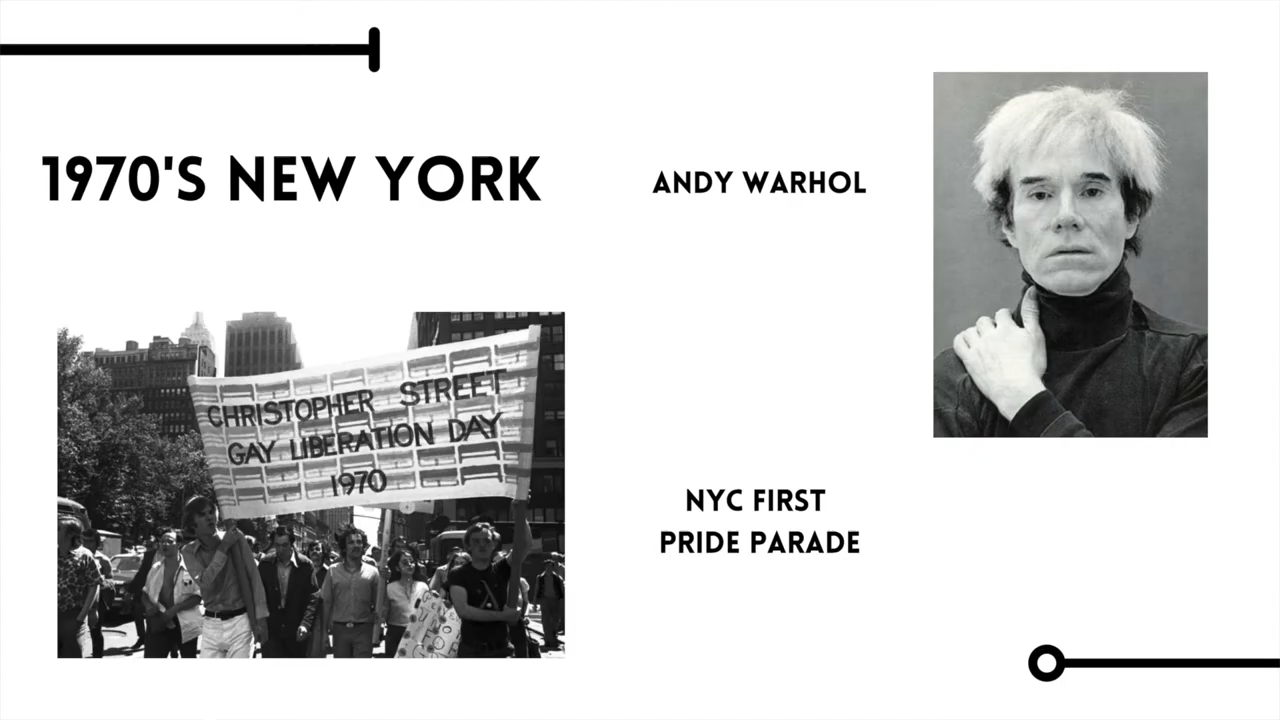 1970'S NEW YORK
ANDY WARHOL
CHRISTOPHER STREET
GAY LIBERATION DAY
1970
NYC FIRST
PRIDE PARADE